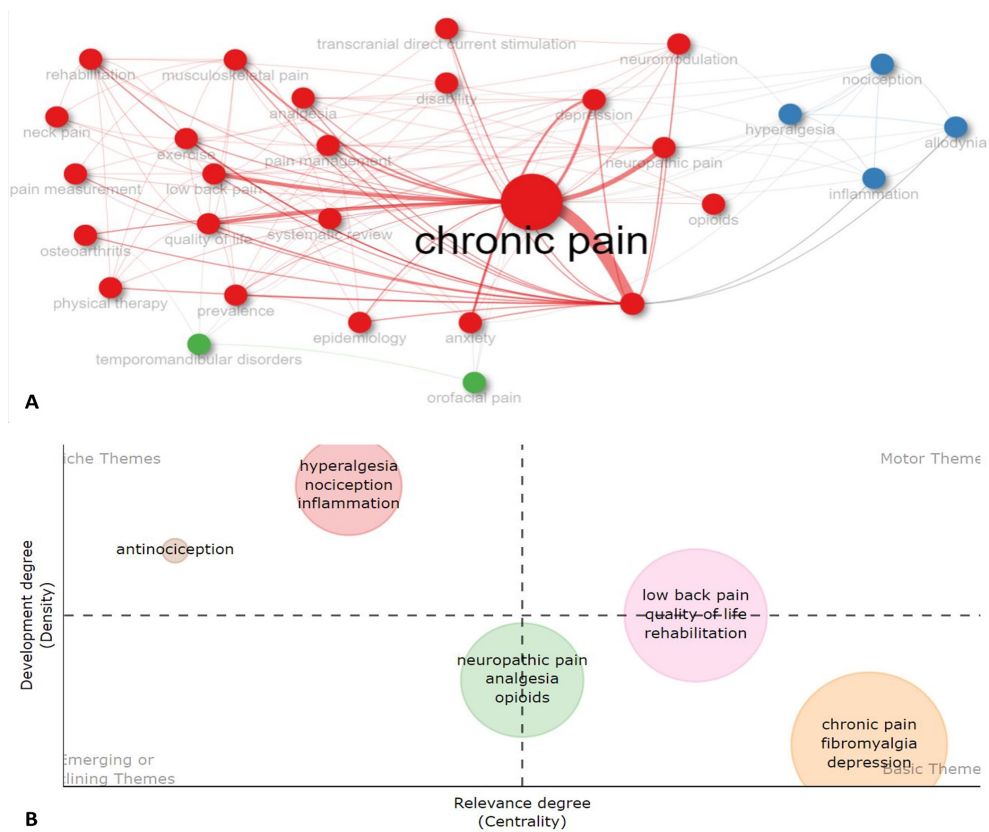 transcranial direct current stimulation
neuromodulation
rehabilitation
musculoskeletal pain
nociception
disability
analgesia
depression
hyperalgesia
neck pain
allodynia
exercise
pain management
neuropathic pain
pain measurement
low back pain
inflammation
opioids
quality of life
systematic review
chronic pain
osteoarthritis
physical therapy
prevalence
epidemiology
anxiety
temporomandibular disorders
orofacial pain
A
iche Themes
Motor Theme
hyperalgesia
nociception
inflammation
antinociception
Development degree
(Density)
low back pain
quality of life
rehabilitation
neuropathic pain
analgesia
opioids
chronic pain
fibromyalgia
depression
Emerging or
lining Themes
Basic Theme
Relevance degree
(Centrality)
B